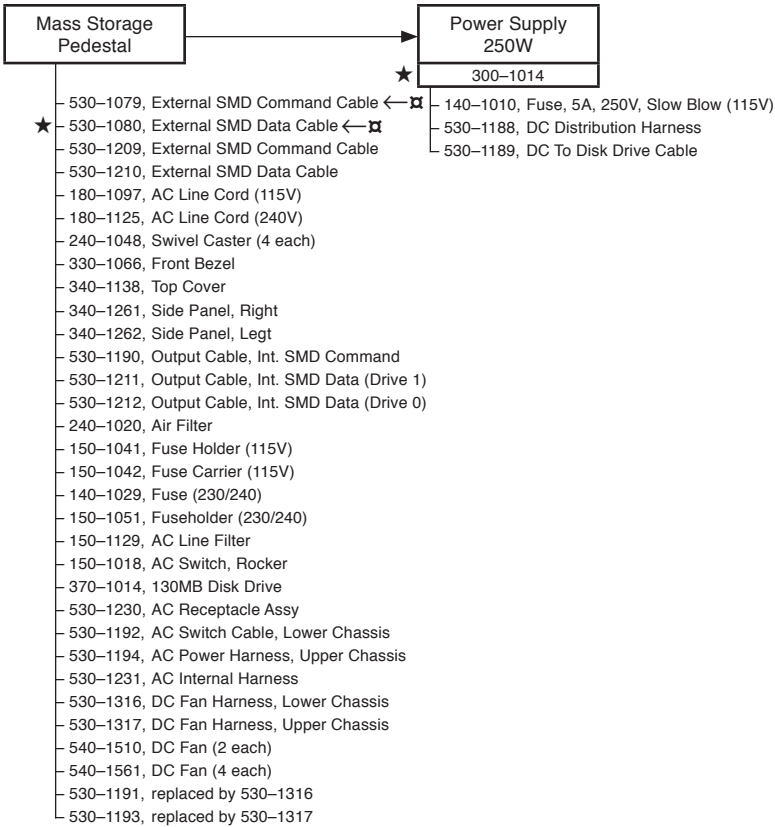 Mass Storage
Pedestal
Power Supply
250W
★ 300–1014
530–1079, External SMD Command Cable ←¤
★ 530–1080, External SMD Data Cable ←¤
530–1209, External SMD Command Cable
530–1210, External SMD Data Cable
180–1097, AC Line Cord (115V)
180–1125, AC Line Cord (240V)
240–1048, Swivel Caster (4 each)
330–1066, Front Bezel
340–1138, Top Cover
340–1261, Side Panel, Right
340–1262, Side Panel, Legt
530–1190, Output Cable, Int. SMD Command
530–1211, Output Cable, Int. SMD Data (Drive 1)
530–1212, Output Cable, Int. SMD Data (Drive 0)
240–1020, Air Filter
150–1041, Fuse Holder (115V)
150–1042, Fuse Carrier (115V)
140–1029, Fuse (230/240)
150–1051, Fuseholder (230/240)
150–1129, AC Line Filter
150–1018, AC Switch, Rocker
370–1014, 130MB Disk Drive
530–1230, AC Receptacle Assy
530–1192, AC Switch Cable, Lower Chassis
530–1194, AC Power Harness, Upper Chassis
530–1231, AC Internal Harness
530–1316, DC Fan Harness, Lower Chassis
530–1317, DC Fan Harness, Upper Chassis
540–1510, DC Fan (2 each)
540–1561, DC Fan (4 each)
530–1191, replaced by 530–1316
530–1193, replaced by 530–1317
140–1010, Fuse, 5A, 250V, Slow Blow (115V)
530–1188, DC Distribution Harness
530–1189, DC To Disk Drive Cable